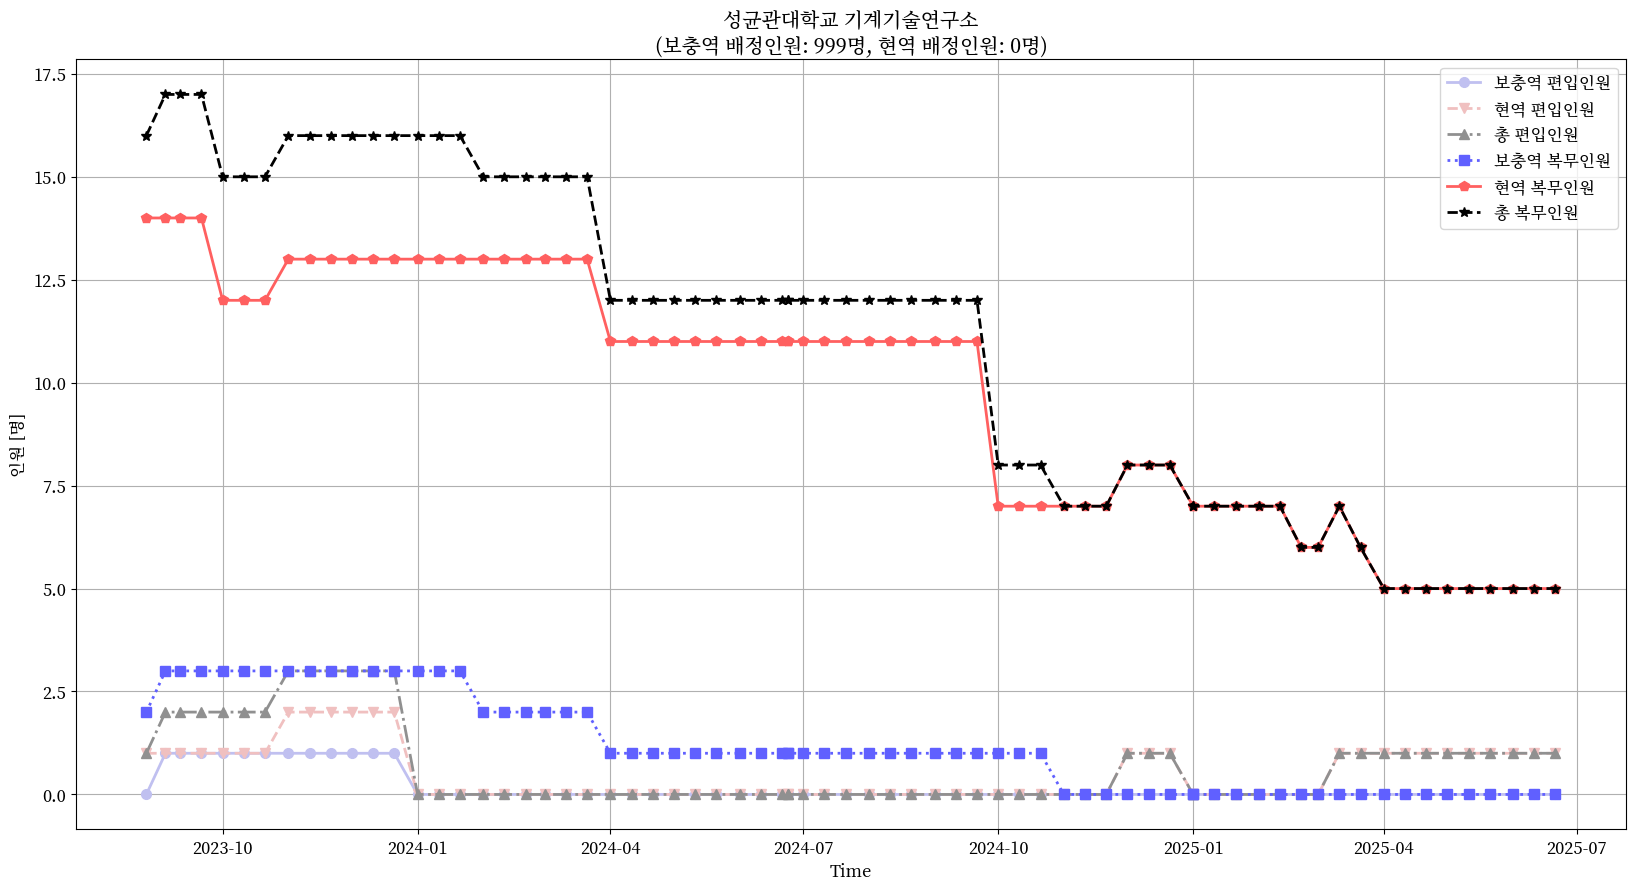 성균관대학교 기계기술연구소
(보충역 배정인원: 999명, 현역 배정인원: 0명)
17.5
15.0
12.5
10.0
7.5
5.0
2.5
0.0
인원 [명]
보충역 편입인원
현역 편입인원
총 편입인원
보충역 복무인원
현역 복무인원
총 복무인원
2023-10
2024-01
2024-04
2024-07
2024-10
2025-01
2025-04
2025-07
Time